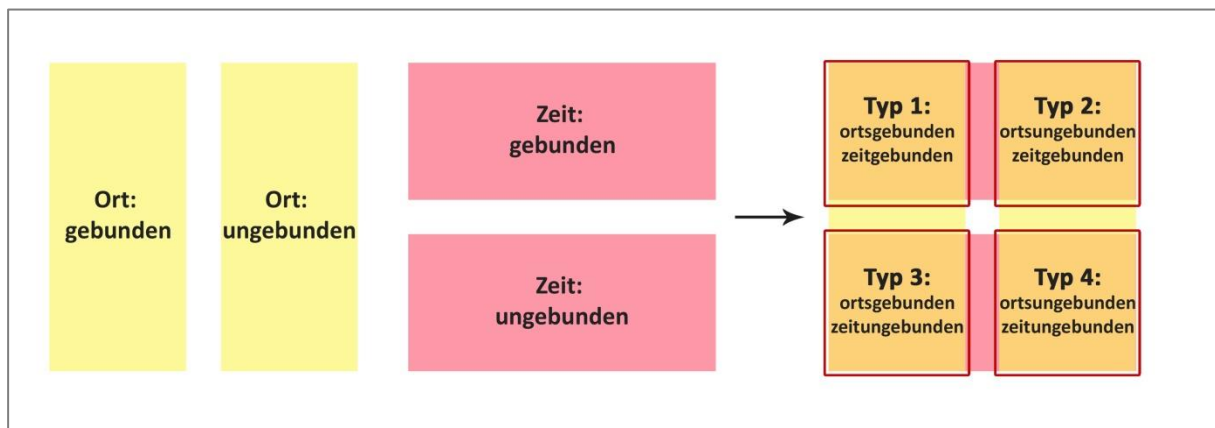 Ort:
gebunden
Ort:
ungebunden
Zeit:
gebunden
Zeit:
ungebunden
Typ 1:
ortsgebunden
zeitgebunden
Typ 2:
ortsungebunden
zeitgebunden
Typ 3:
ortsgebunden
zeitungebunden
Typ 4:
ortsungebunden
zeitungebunden